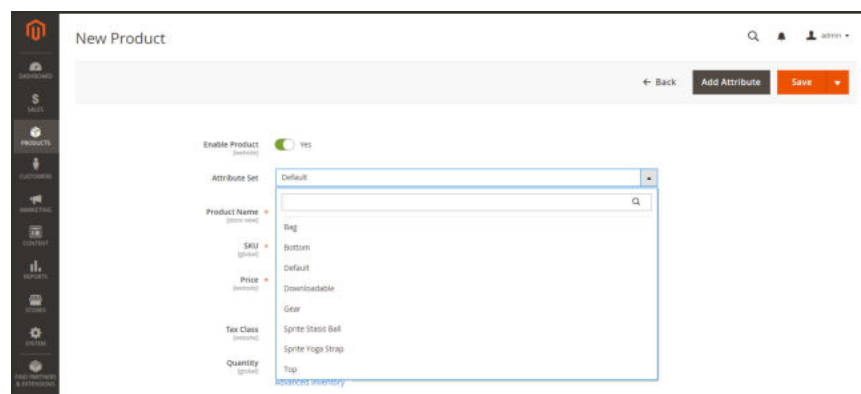 New Product
admin
DASHBOARD
← Back
Add Attribute
Save
$
SALES
PRODUCTS
Enable Product
[website]
Yes
CUSTOMERS
Attribute Set
Default
MARKETING
Product Name *
[store view]
Bag
CONTENT
SKU *
[global]
Bottom
Default
REPORTS
Price *
[website]
Downloadable
STORES
Gear
SYSTEM
Tax Class
[website]
Sprite Stasis Ball
Sprite Yoga Strap
FIND PARTNERS
& EXTENSIONS
Quantity
[global]
Top
Advanced Inventory